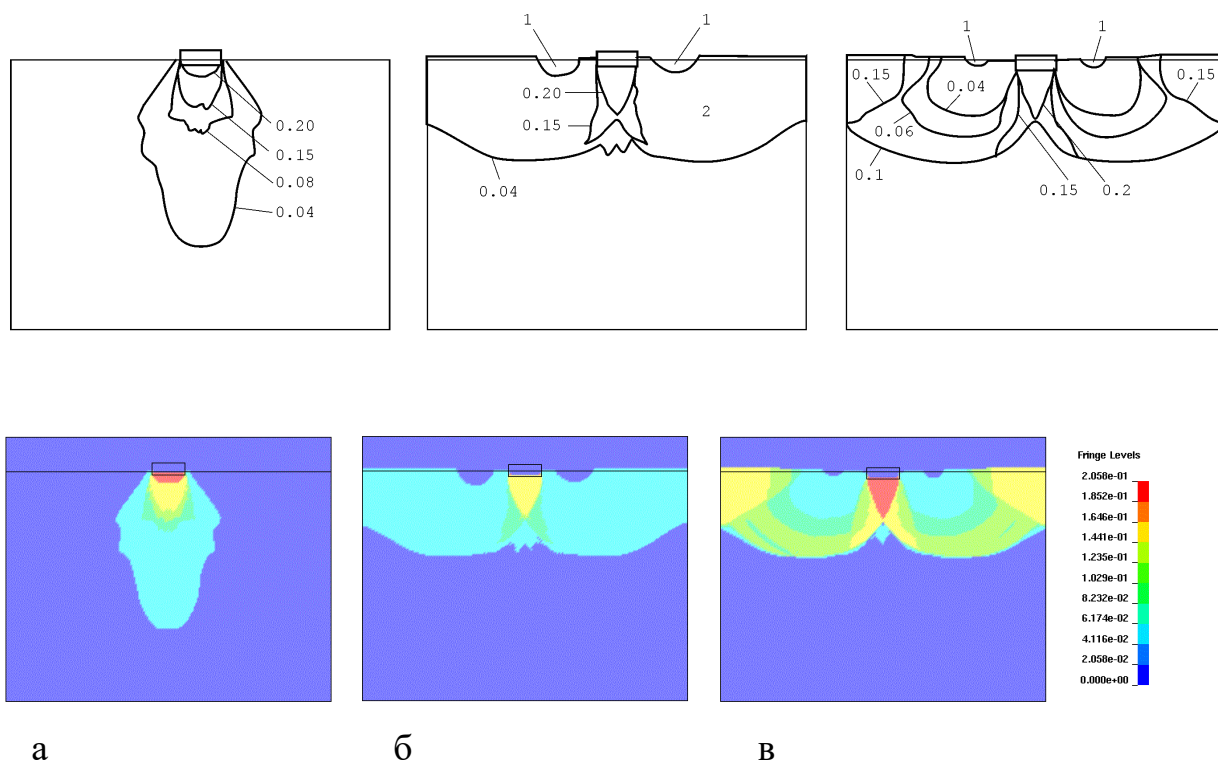 1 1 1 1
0.20
0.15
0.08
0.04
0.20
0.15
2
0.04
0.15
0.04
0.06
0.1
0.15
0.15
0.2
Fringe Levels
2.058e-01
1.852e-01
1.646e-01
1.441e-01
1.235e-01
1.029e-01
8.232e-02
6.174e-02
4.116e-02
2.058e-02
0.000e+00
а б в